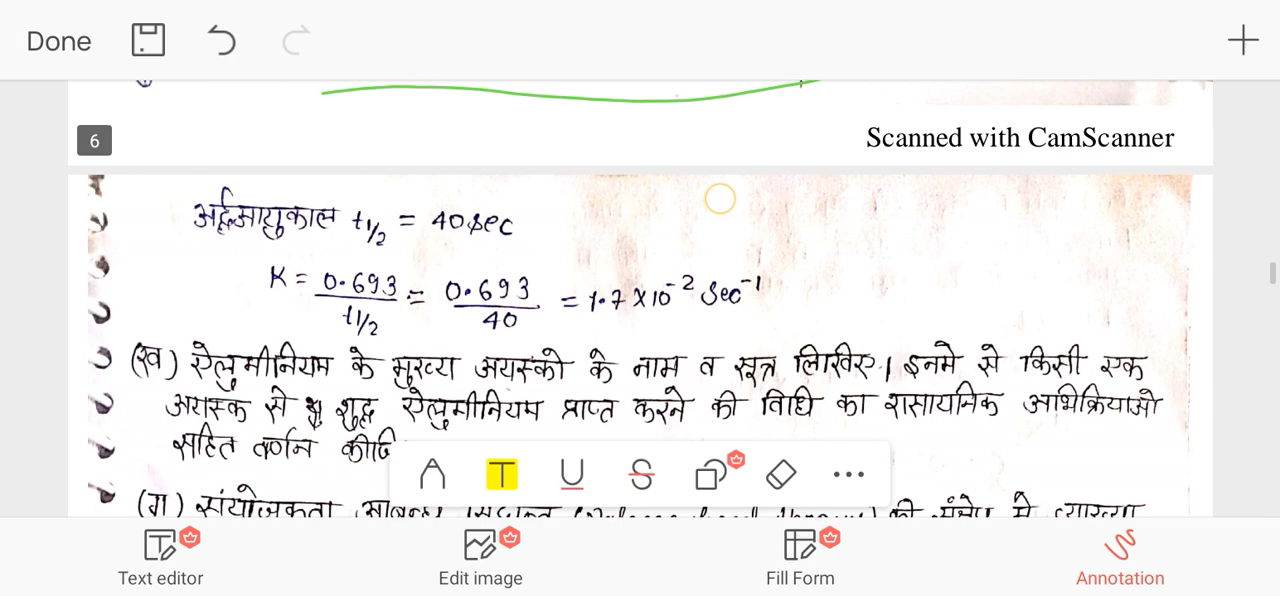 Done
6
Scanned with CamScanner
अर्द्धआयुकाल t1/2 = 40sec
K = 0.693/t1/2 = 0.693/40 = 1.7 X 10^-2 Sec^-1
(ख) ऐलुमीनियम के मुख्या अयस्को के नाम व सूत्र लिखिए। इनमे से किसी एक
अयस्क से शुद्ध ऐलुमीनियम प्राप्त करने की विधि का रासायनिक अभिक्रियाओ
सहित वर्णन
(ग) संयोजकता की संक्षेप मे व्याख्या
Text editor
Edit image
Fill Form
Annotation